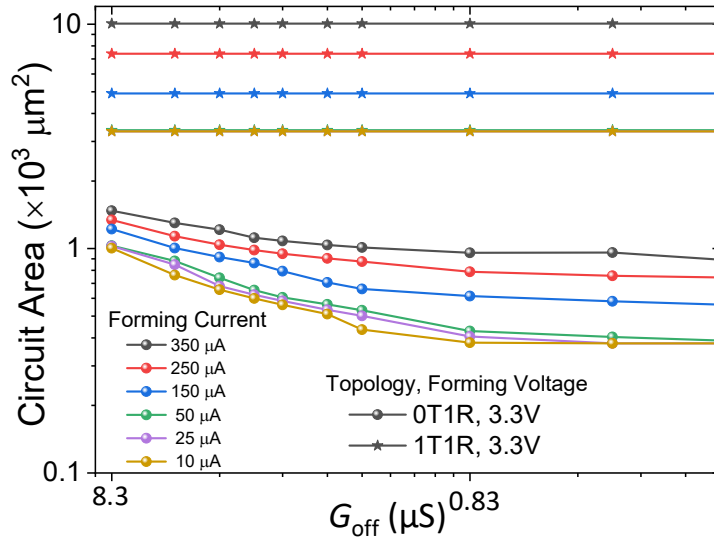 10
1
0.1
Circuit Area (×10³ μm²)
Forming Current
350 μA
250 μA
150 μA
50 μA
25 μA
10 μA
Topology, Forming Voltage
0T1R, 3.3V
1T1R, 3.3V
8.3
0.83
G_off (μS)